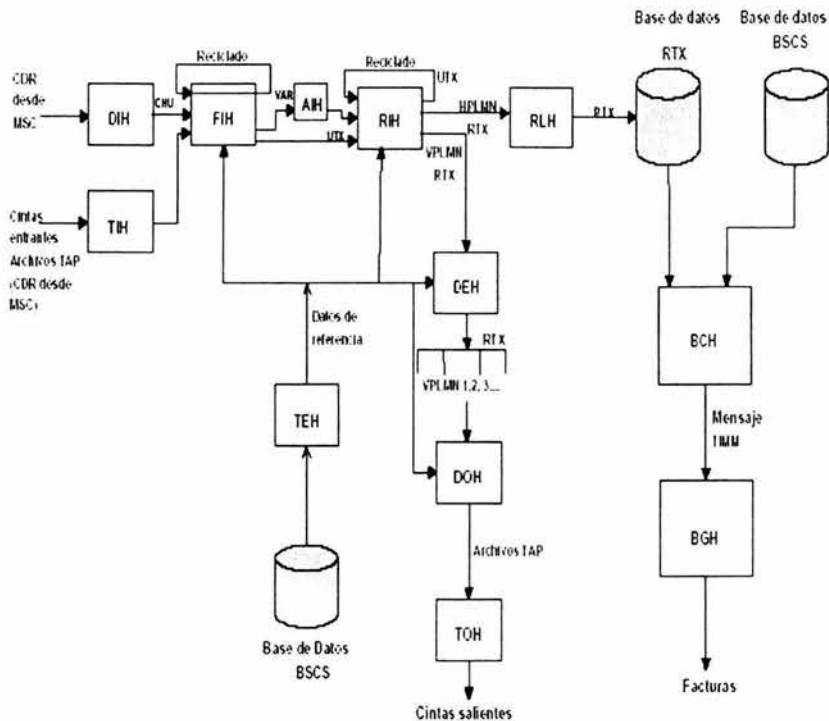 Base de datos
RTX
Base de datos
BSCS
CDR
desde
MSC
DIH
CHU
Reciclado
FIH
VAR
AIH
UTX
Reciclado
UTX
RIH
HPLMN
RTX
VPLMN
RTX
RLH
RTX
Cintas
entrantes
Archivos TAP
(CDR desde
MSC)
TIH
Datos de
referencia
DEH
RTX
VPLMN 1,2, 3....
BCH
Mensaje
TIMM
TEH
DOH
BGH
Archivos TAP
Base de Datos
BSCS
TOH
Facturas
Cintas salientes